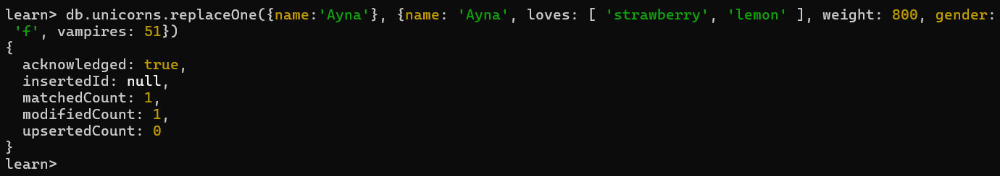 learn> db.unicorns.replaceOne({name:'Ayna'}, {name: 'Ayna', loves: [ 'strawberry', 'lemon' ], weight: 800, gender:
 'f', vampires: 51})
{
  acknowledged: true,
  insertedId: null,
  matchedCount: 1,
  modifiedCount: 1,
  upsertedCount: 0
}
learn>